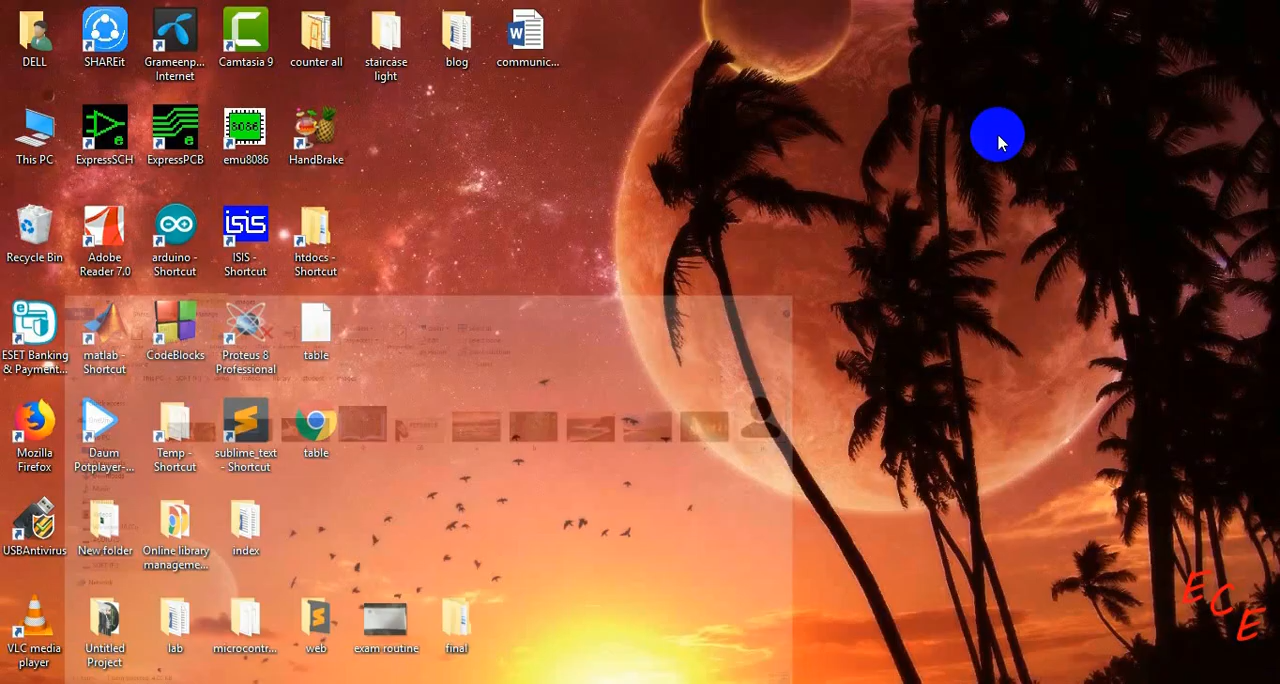 DELL
SHAREit
Grameenp...
Internet
Camtasia 9
counter all
staircase
light
blog
communic...
W
This PC
ExpressSCH
e
ExpressPCB
e
8086
emu8086
HandBrake
Recycle Bin
Adobe
Reader 7.0
arduino -
Shortcut
isis
ISIS -
Shortcut
htdocs -
Shortcut
ESET Banking
& Payment...
matlab -
Shortcut
CodeBlocks
Proteus 8
Professional
table
Mozilla
Firefox
Daum
Potplayer-...
Temp -
Shortcut
sublime_text
- Shortcut
table
USBAntivirus
New folder
Online library
manageme...
index
VLC media
player
Untitled
Project
lab
microcontr...
web
exam routine
final
ECE